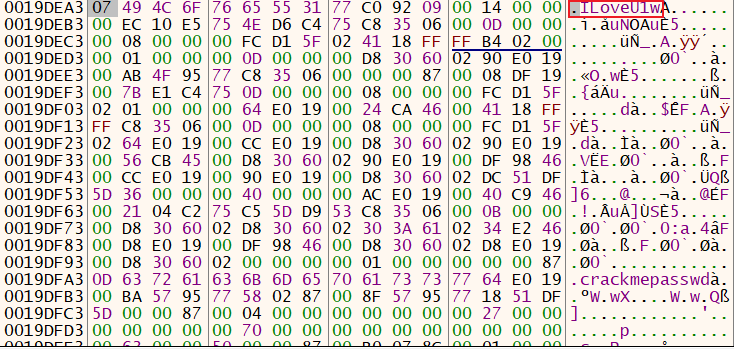 0019DEA3 07 49 4C 6F 76 65 55 31 77 C0 92 09 00 14 00 00 .ILoveU1wÀ......
0019DEB3 00 EC 10 E5 75 4E D6 C4 75 C8 35 06 00 0D 00 00 .ì.åuNÖÄuÈ5.....
0019DEC3 00 08 00 00 00 FC D1 5F 02 41 18 FF FF B4 02 00 .....üÑ_.A.ÿÿ´..
0019DED3 00 01 00 00 00 0D 00 00 00 D8 30 60 02 90 E0 19 .........Ø0`..à.
0019DEE3 00 AB 4F 95 77 C8 35 06 00 00 00 87 00 08 DF 19 .«O.wÈ5.......ß.
0019DEF3 00 7B E1 C4 75 0D 00 00 00 08 00 00 00 FC D1 5F .{áÄu........üÑ_
0019DF03 02 01 00 00 00 64 E0 19 00 24 CA 46 00 41 18 FF .....dà..$ÊF.A.ÿ
0019DF13 FF C8 35 06 00 0D 00 00 00 08 00 00 00 FC D1 5F ÿÈ5..........üÑ_
0019DF23 02 64 E0 19 00 CC E0 19 00 D8 30 60 02 90 E0 19 .dà..Ìà..Ø0`..à.
0019DF33 00 56 CB 45 00 D8 30 60 02 90 E0 19 00 DF 98 46 .VËE.Ø0`..à..ß.F
0019DF43 00 CC E0 19 00 90 E0 19 00 D8 30 60 02 DC 51 DF .Ìà...à..Ø0`.ÜQß
0019DF53 5D 36 00 00 00 40 00 00 00 AC E0 19 00 40 C9 46 ]6...@...¬à..@ÉF
0019DF63 00 21 04 C2 75 C5 5D D9 53 C8 35 06 00 0B 00 00 .!.ÂuÅ]ÙSÈ5.....
0019DF73 00 D8 30 60 02 D8 30 60 02 30 3A 61 02 34 E2 46 .Ø0`.Ø0`.0:a.4âF
0019DF83 00 D8 E0 19 00 DF 98 46 00 D8 30 60 02 D8 E0 19 .Øà..ß.F.Ø0`.Øà.
0019DF93 00 D8 30 60 02 00 00 00 00 01 00 00 00 00 00 87 .Ø0`............
0019DFA3 0D 63 72 61 63 6B 6D 65 70 61 73 73 77 64 E0 19 .crackmepasswdà.
0019DFB3 00 BA 57 95 77 58 02 87 00 8F 57 95 77 18 51 DF .ºW.wX....W.w.Qß
0019DFC3 5D 00 00 87 00 04 00 00 00 00 00 00 00 27 00 00 ]............'..
0019DFD3 00 00 00 00 00 70 00 00 00 00 00 00 00 00 00 00 .....p..........